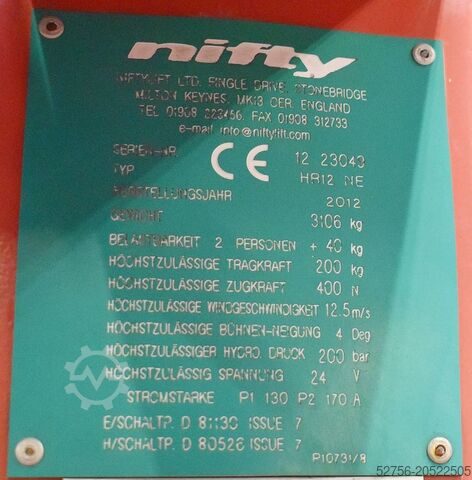 nifty
NIFTYLIFT LTD, FINGLE DRIVE, STONEBRIDGE
MILTON KEYNES, MK13 0ER, ENGLAND
TEL 01908 223456, FAX 01908 312733
e-mail info@niftylift.com
SERIEN-NR. CE 12 23043
TYP HR12 NE
HERSTELLUNGSJAHR 2012
GEWICHT 3106 kg
BELASTBARKEIT 2 PERSONEN + 40 kg
HÖCHSTZULÄSSIGE TRAGKRAFT 200 kg
HÖCHSTZULÄSSIGE ZUGKRAFT 400 N
HÖCHSTZULÄSSIGE WINDGESCHWINDIGKEIT 12.5m/s
HÖCHSTZULÄSSIGE BÜHNEN-NEIGUNG 4 Deg
HÖCHSTZULÄSSIGER HYDRO. DRUCK 200 bar
HÖCHSTZULÄSSIG SPANNUNG 24 V
STROMSTARKE P1 130 P2 170 A
E/SCHALTP. D 81130 ISSUE 7
H/SCHALTP. D 80526 ISSUE 7
P10731/8
52756-20522505